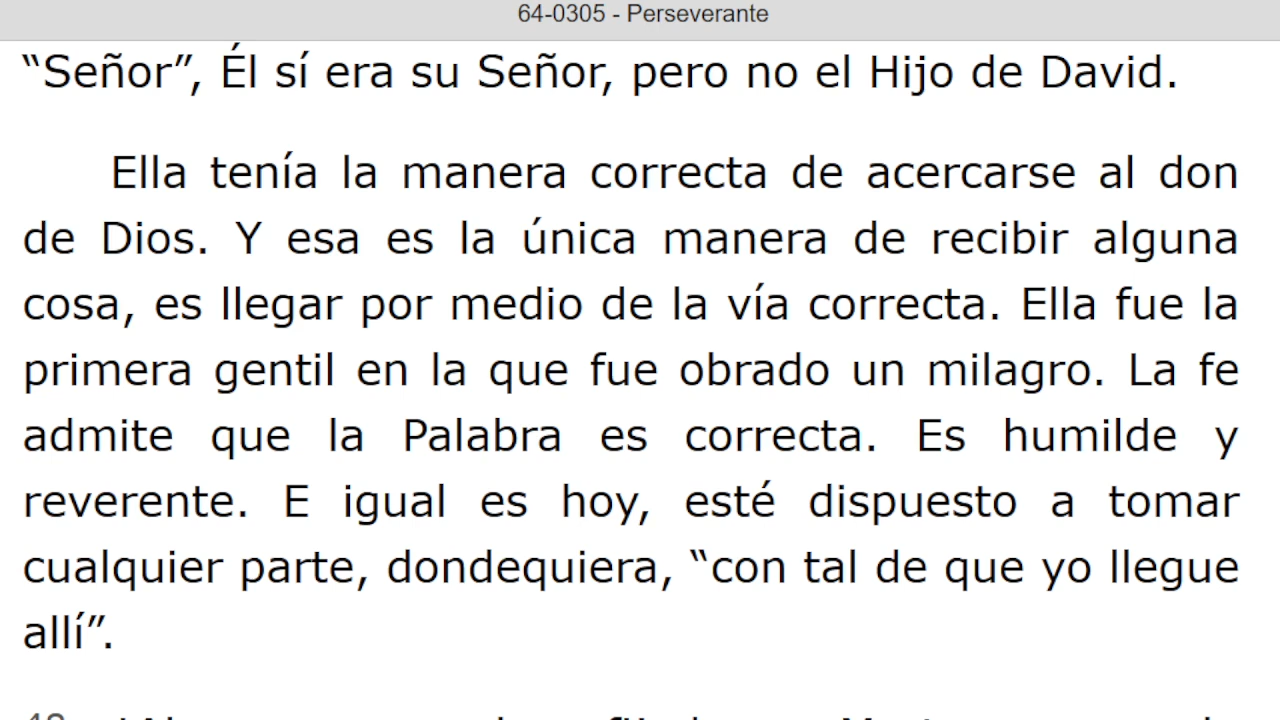 64-0305 - Perseverante
“Señor”, Él sí era su Señor, pero no el Hijo de David.
Ella tenía la manera correcta de acercarse al don
de Dios. Y esa es la única manera de recibir alguna
cosa, es llegar por medio de la vía correcta. Ella fue la
primera gentil en la que fue obrado un milagro. La fe
admite que la Palabra es correcta. Es humilde y
reverente. E igual es hoy, esté dispuesto a tomar
cualquier parte, dondequiera, “con tal de que yo llegue
allí”.